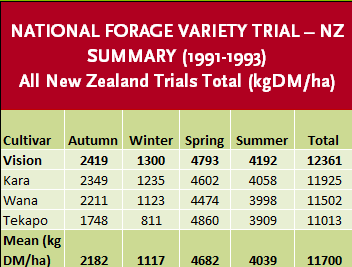 NATIONAL FORAGE VARIETY TRIAL – NZ
SUMMARY (1991-1993)
All New Zealand Trials Total (kgDM/ha)
Cultivar Autumn Winter Spring Summer Total
Vision 2419 1300 4793 4192 12361
Kara 2349 1235 4602 4058 11925
Wana 2211 1123 4474 3998 11502
Tekapo 1748 811 4860 3909 11013
Mean (kg
DM/ha) 2182 1117 4682 4039 11700